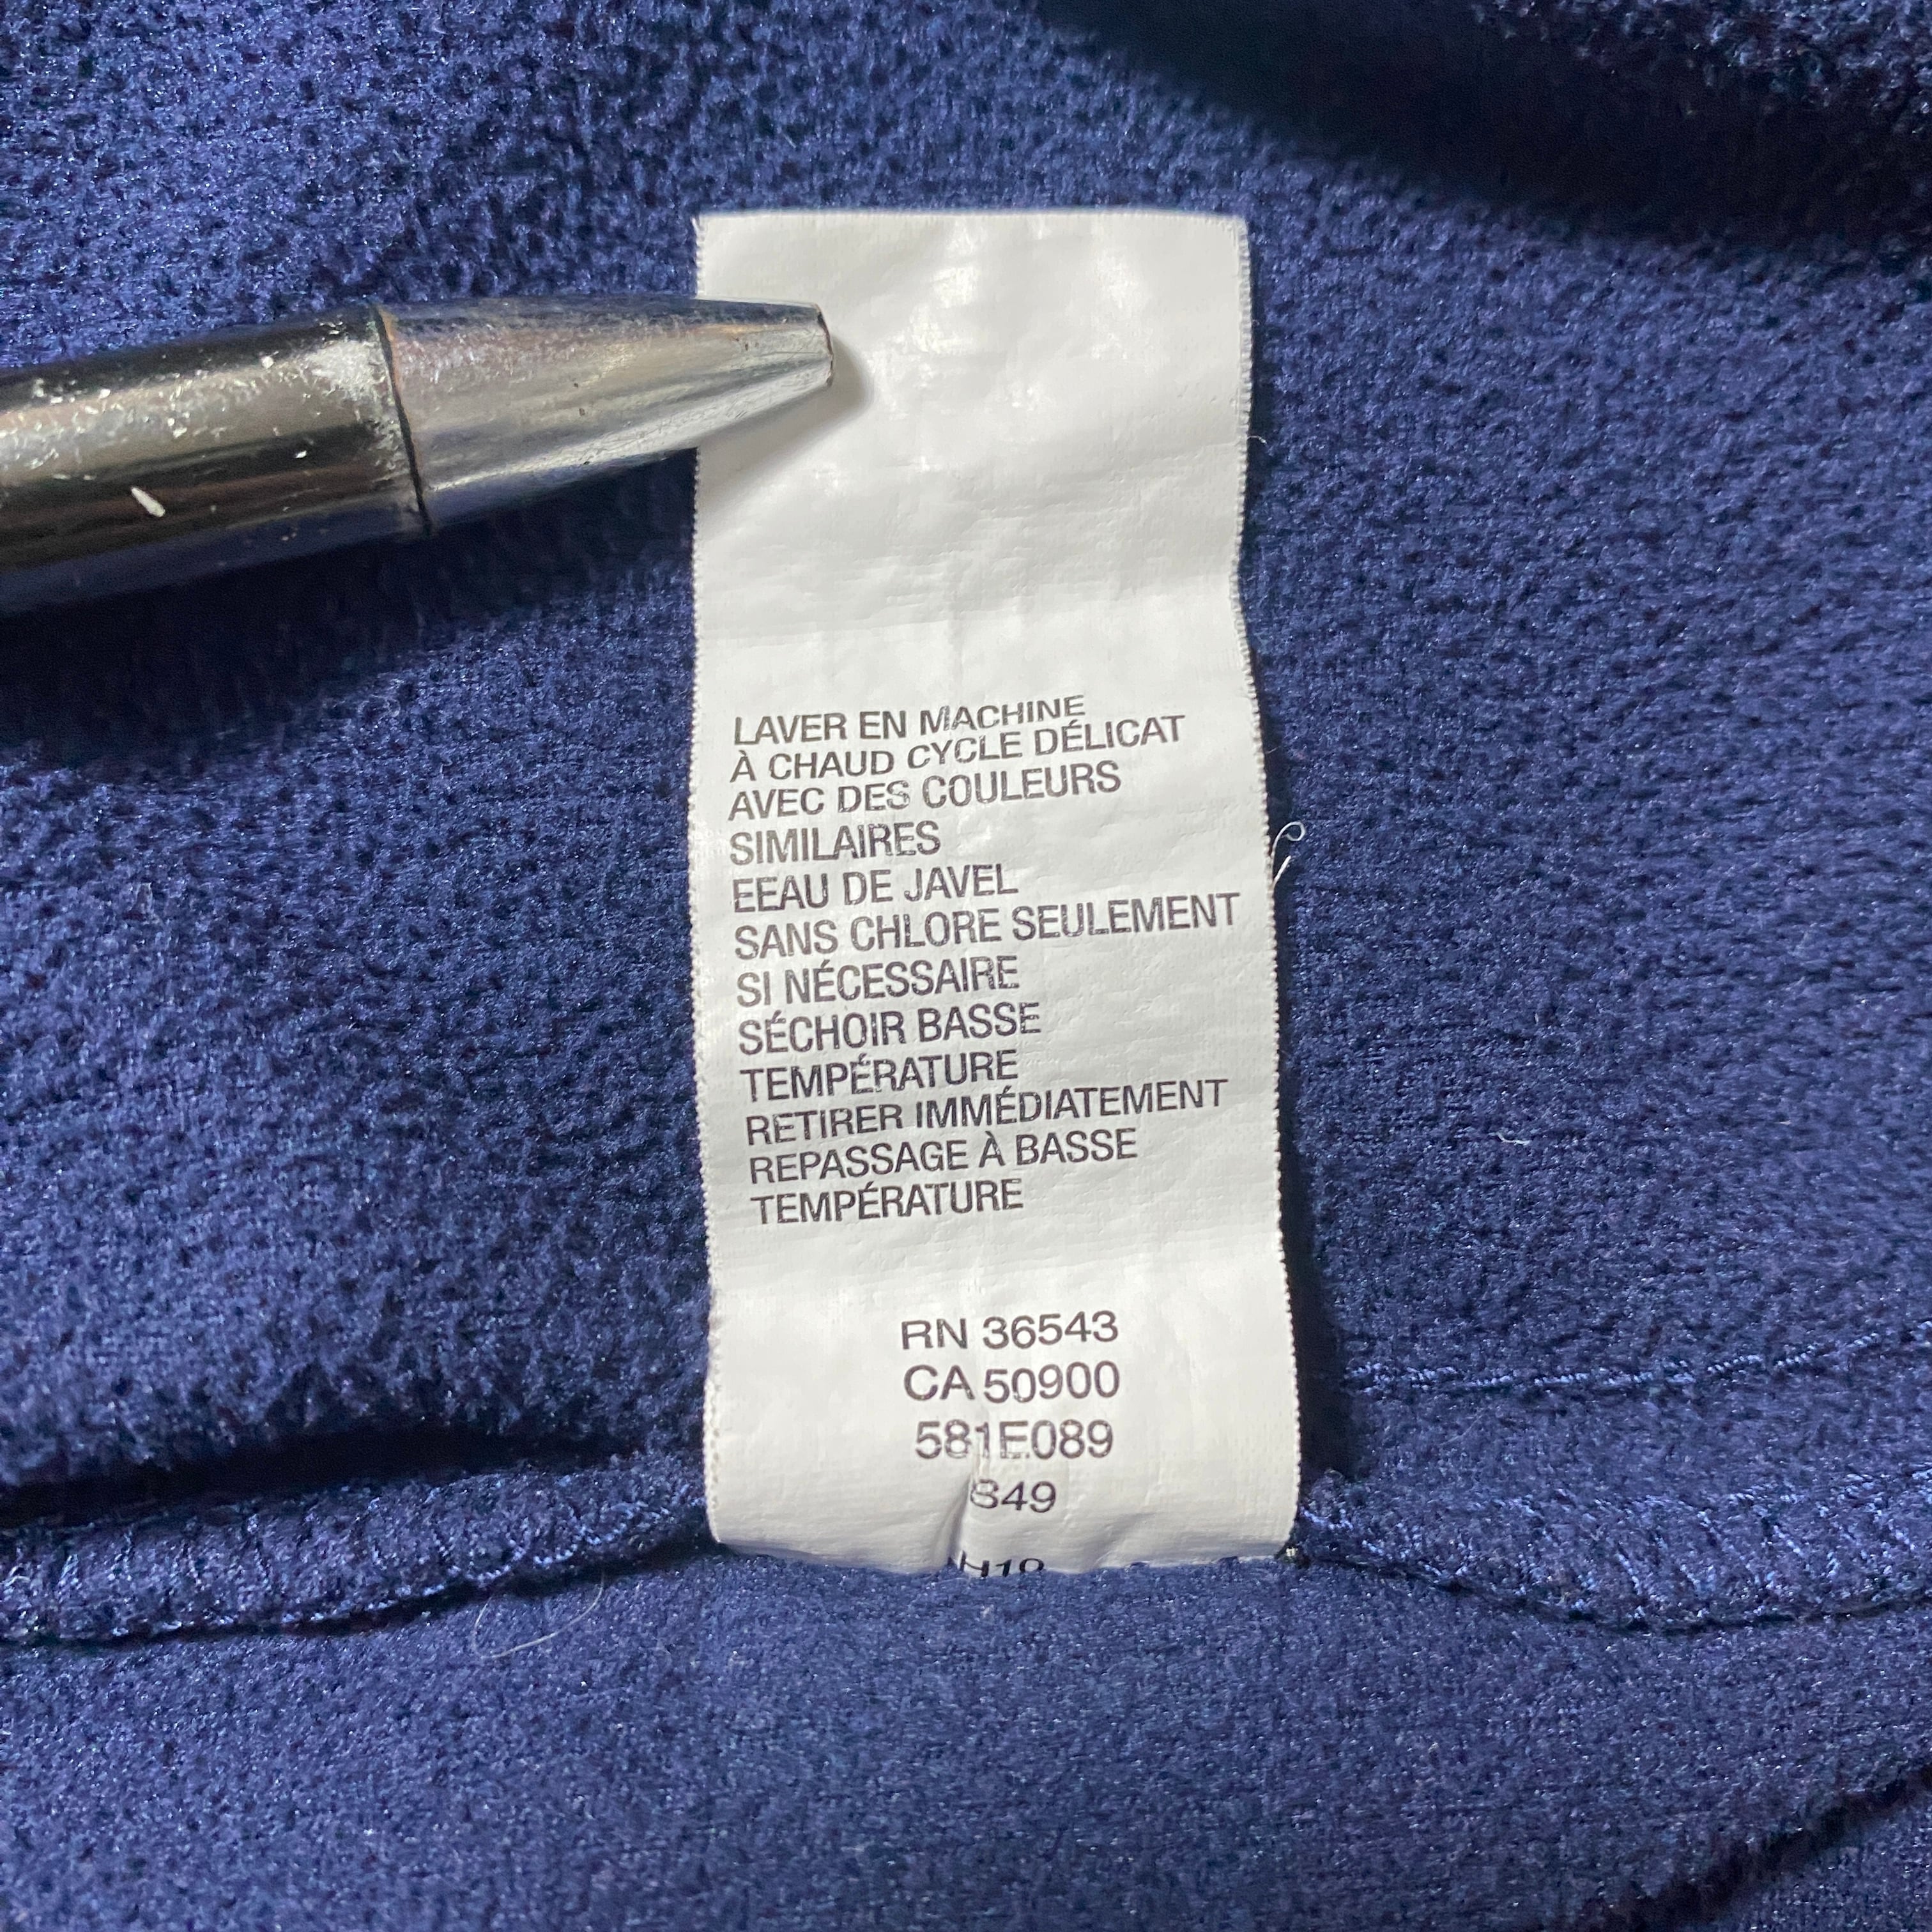 LAVER EN MACHINE
À CHAUD CYCLE DÉLICAT
AVEC DES COULEURS
SIMILAIRES
EEAU DE JAVEL
SANS CHLORE SEULEMENT
SI NÉCESSAIRE
SÉCHOIR BASSE
TEMPÉRATURE
RETIRER IMMÉDIATEMENT
REPASSAGE À BASSE
TEMPÉRATURE
RN 36543
CA 50900
581E089